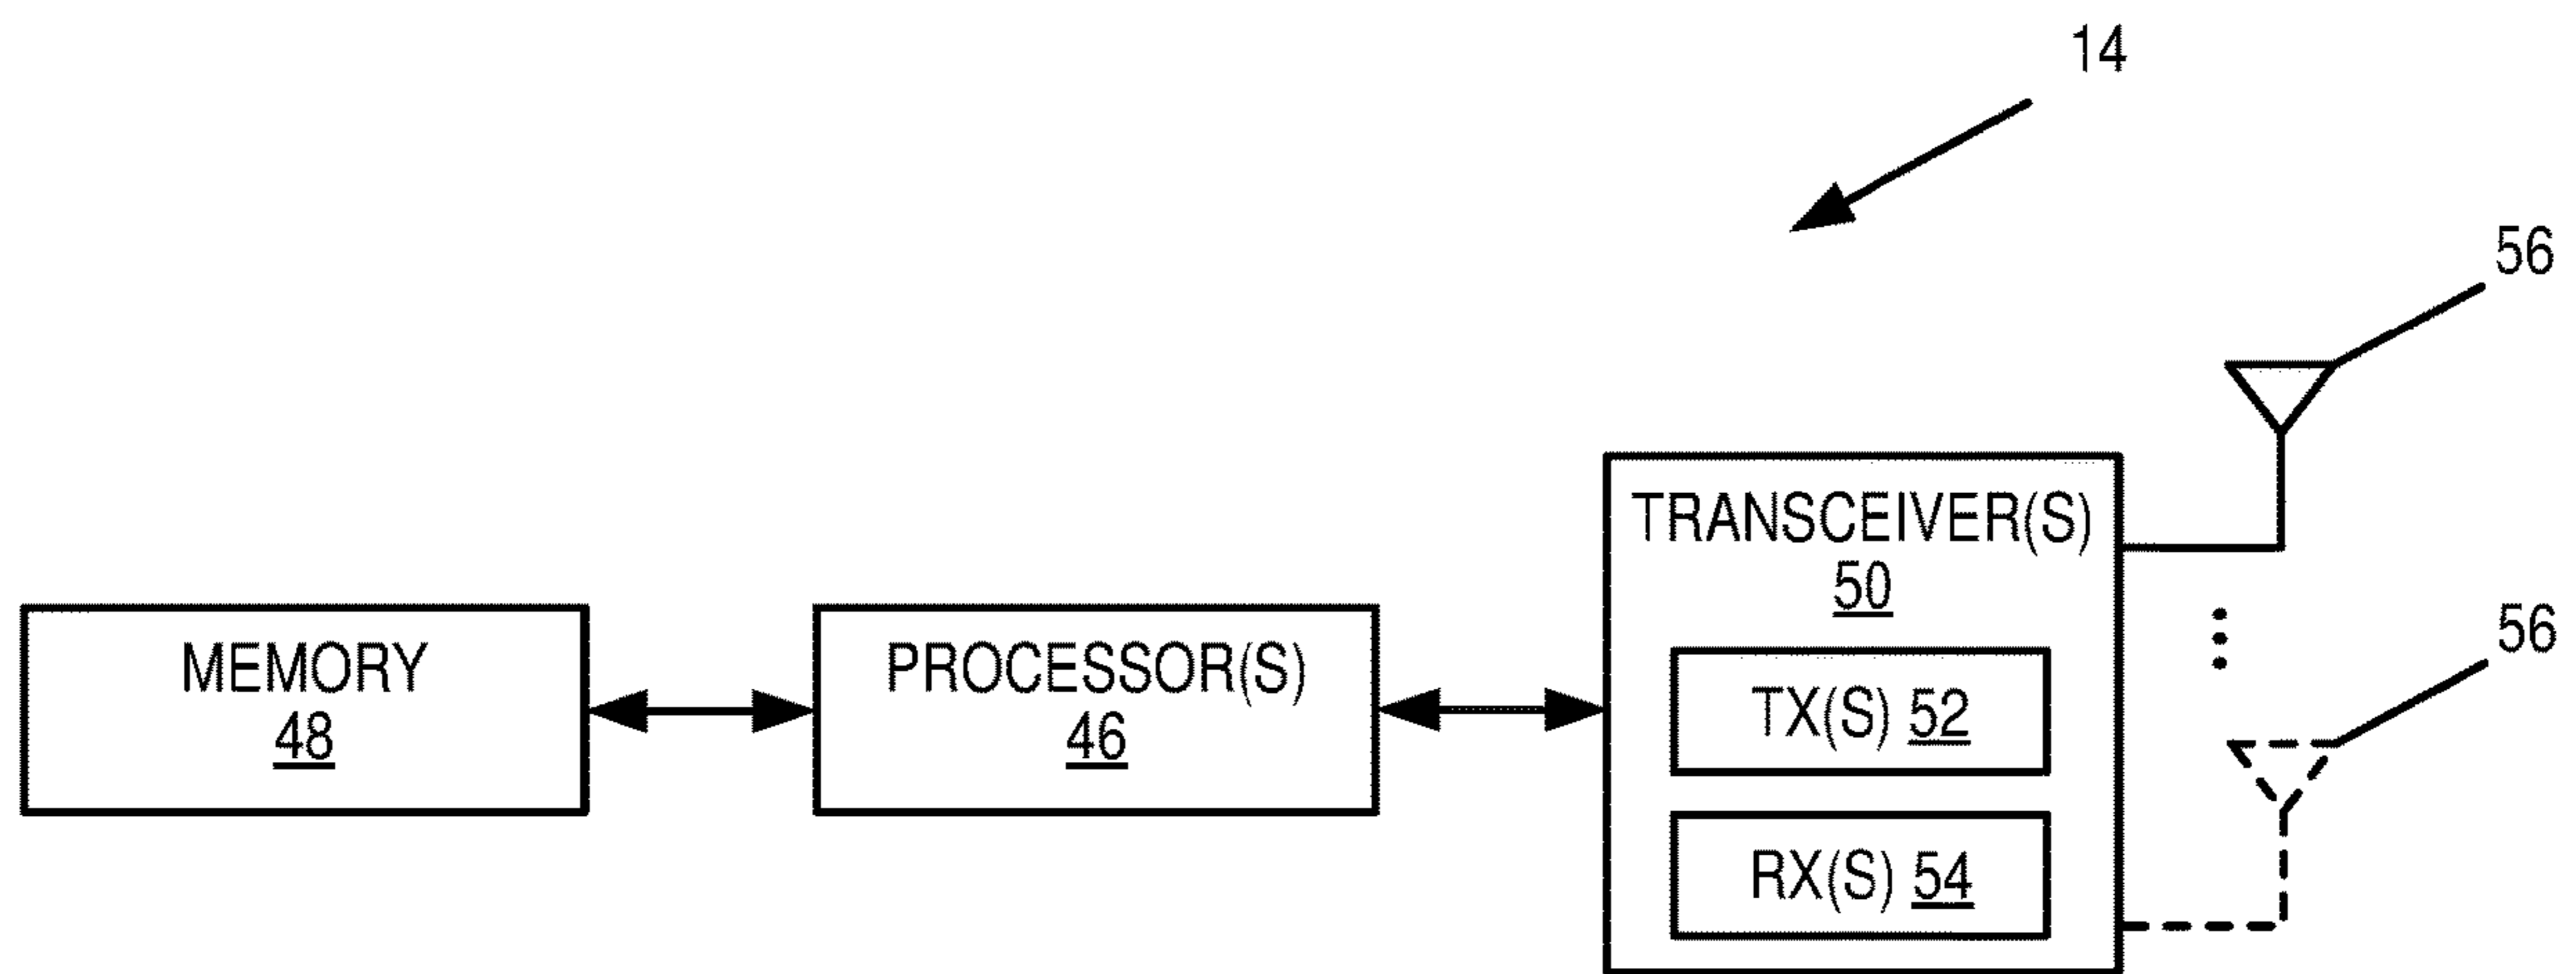 14
56
TRANSCEIVER(S)
50
56
MEMORY
48
PROCESSOR(S)
46
TX(S) 52
RX(S) 54